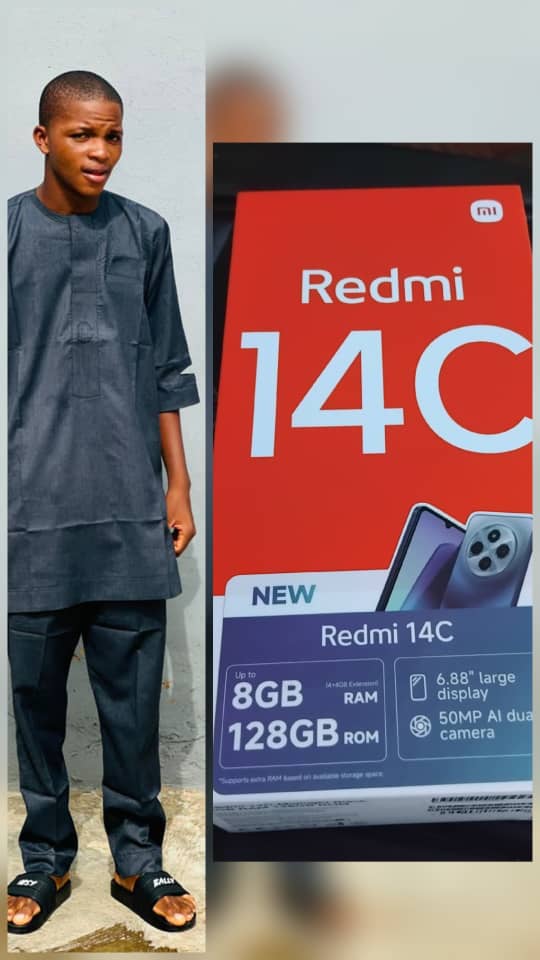 mi
Redmi
14C
NEW
Redmi 14C
Up to
8GB (4+4GB Extension) RAM
128GB ROM
6.88" large
display
50MP AI dua
camera
*Supports extra RAM based on available storage space.